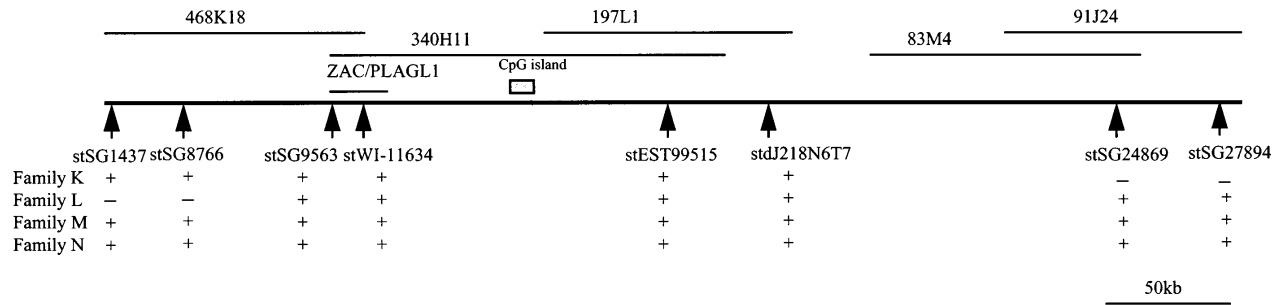 468K18 197L1 91J24
340H11 83M4
ZAC/PLAGL1 CpG island
stSG1437 stSG8766 stSG9563 stWI-11634 stEST99515 stdJ218N6T7 stSG24869 stSG27894
Family K + + + + + + – –
Family L – – + + + + + +
Family M + + + + + + + +
Family N + + + + + + + +
50kb